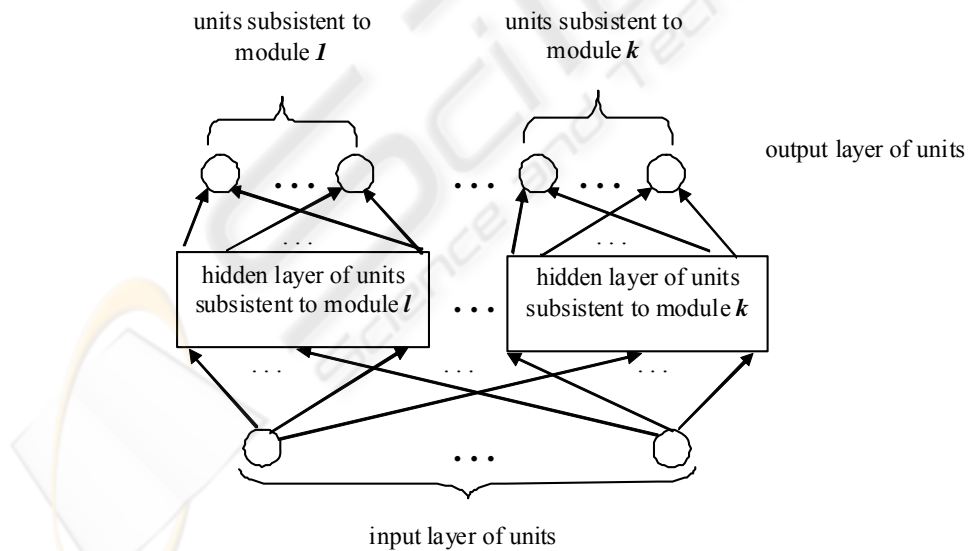 units subsistent to
module 1
units subsistent to
module k
output layer of units
hidden layer of units
subsistent to module l
hidden layer of units
subsistent to module k
input layer of units